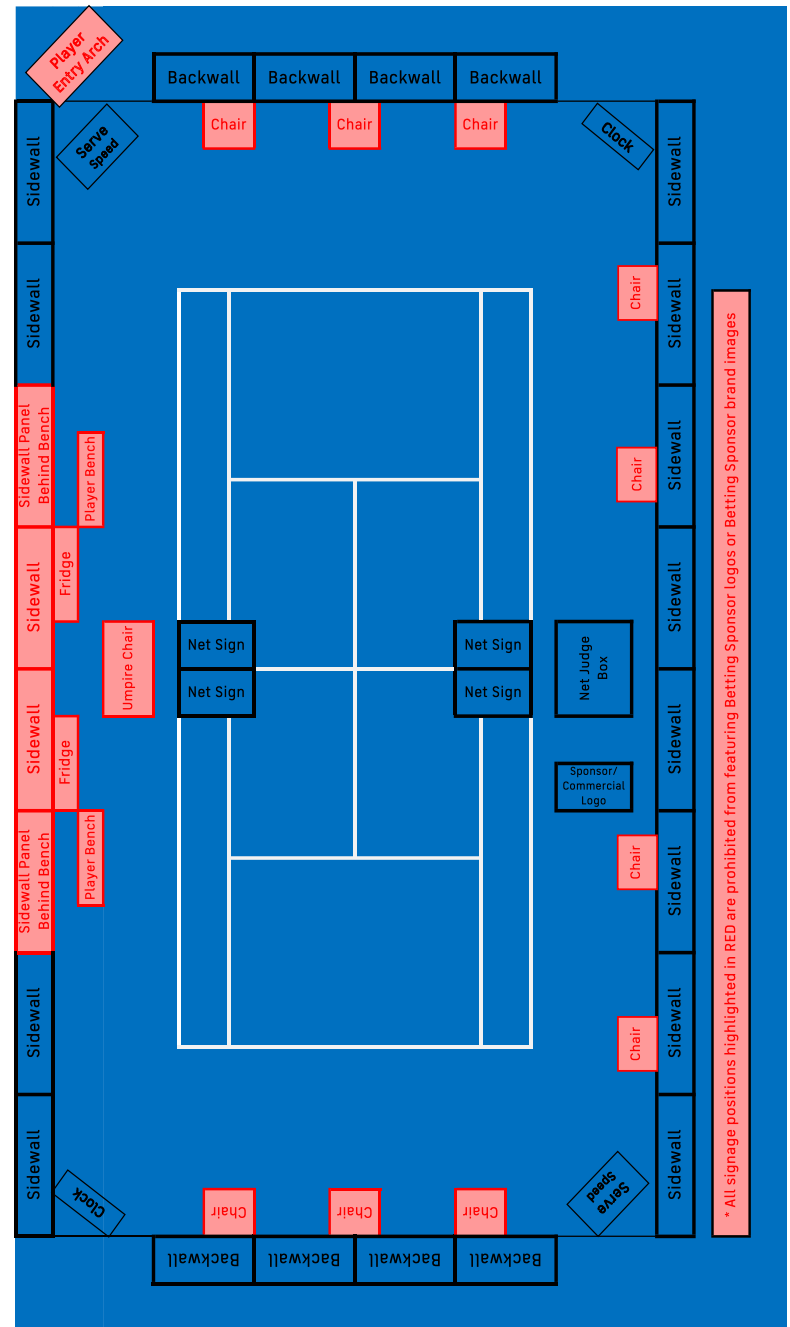 Player
Entry Arch
Backwall
Backwall
Backwall
Backwall
Chair
Chair
Chair
Serve
Speed
Clock
Sidewall
Sidewall
Sidewall Panel
Behind Bench
Sidewall
Sidewall
Sidewall Panel
Behind Bench
Sidewall
Sidewall
Player Bench
Fridge
Fridge
Player Bench
Umpire Chair
Net Sign
Net Sign
Net Sign
Net Sign
Net Judge
Box
Sponsor/
Commercial
Logo
Chair
Chair
Chair
Chair
Sidewall
Sidewall
Sidewall
Sidewall
Sidewall
Sidewall
Sidewall
Sidewall
* All signage positions highlighted in RED are prohibited from featuring Betting Sponsor logos or Betting Sponsor brand images
Clock
Chair
Chair
Chair
Serve
Speed
Backwall
Backwall
Backwall
Backwall